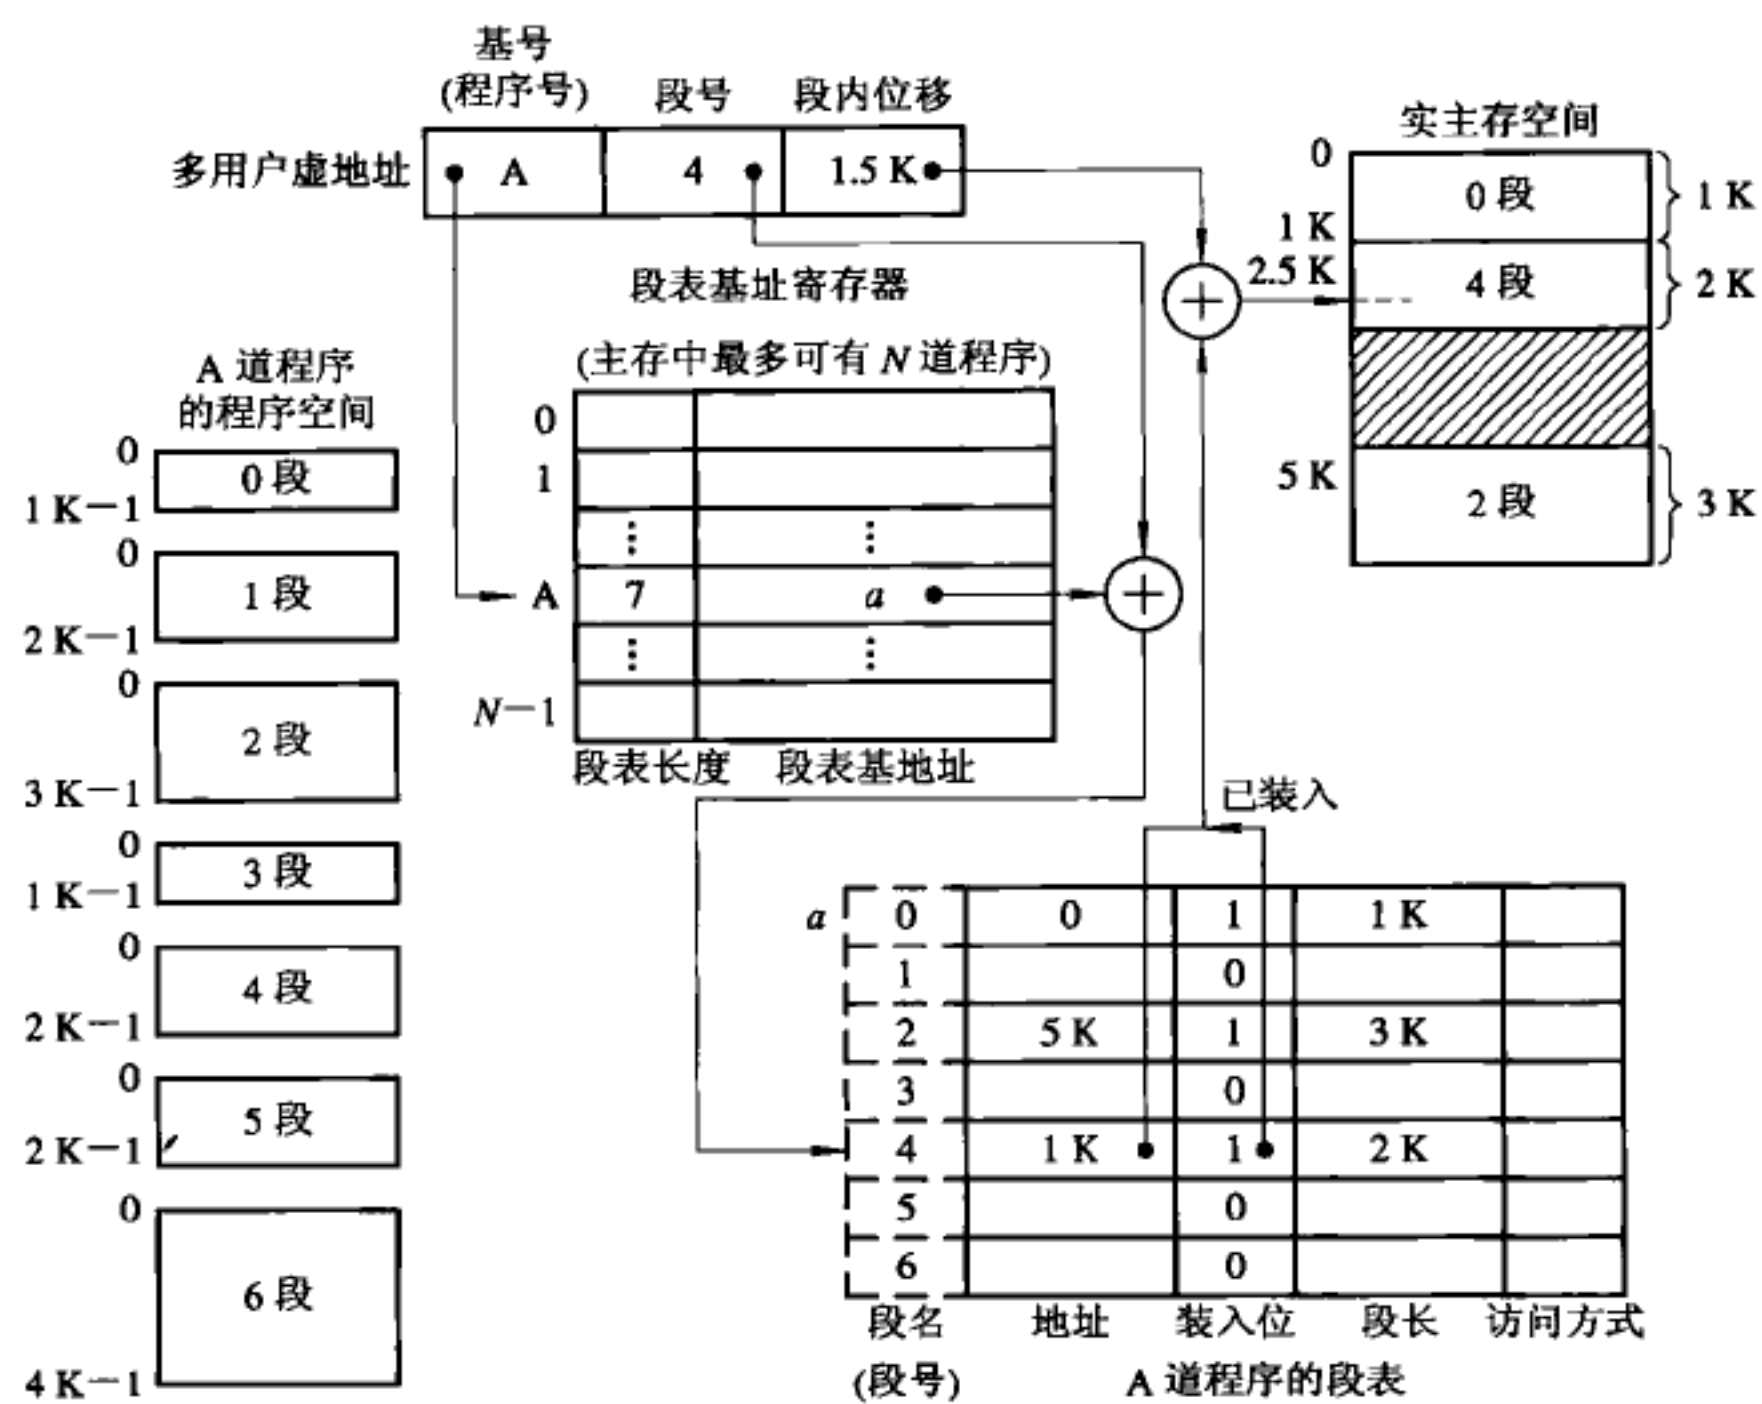 基号
(程序号)
段号
段内位移
多用户虚地址
A
4
1.5 K
实主存空间
0
0 段
1 K
1 K
2.5 K
4 段
2 K
5 K
2 段
3 K
段表基址寄存器
(主存中最多可有 N 道程序)
0
1
⋮ ⋮
A 7 a
⋮ ⋮
N－1
段表长度 段表基地址
A 道程序
的程序空间
0
0 段
1 K－1
0
1 段
2 K－1
0
2 段
3 K－1
0
3 段
1 K－1
0
4 段
2 K－1
0
5 段
2 K－1
0
6 段
4 K－1
已装入
a 0 0 1 1 K
1 0
2 5 K 1 3 K
3 0
4 1 K 1 2 K
5 0
6 0
段名 地址 装入位 段长 访问方式
(段号) A 道程序的段表